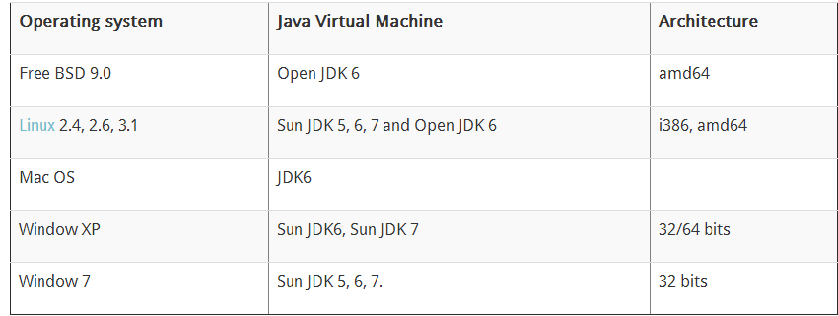 Operating system Java Virtual Machine Architecture
Free BSD 9.0 Open JDK 6 amd64
Linux 2.4, 2.6, 3.1 Sun JDK 5, 6, 7 and Open JDK 6 i386, amd64
Mac OS JDK6
Window XP Sun JDK6, Sun JDK 7 32/64 bits
Window 7 Sun JDK 5, 6, 7. 32 bits